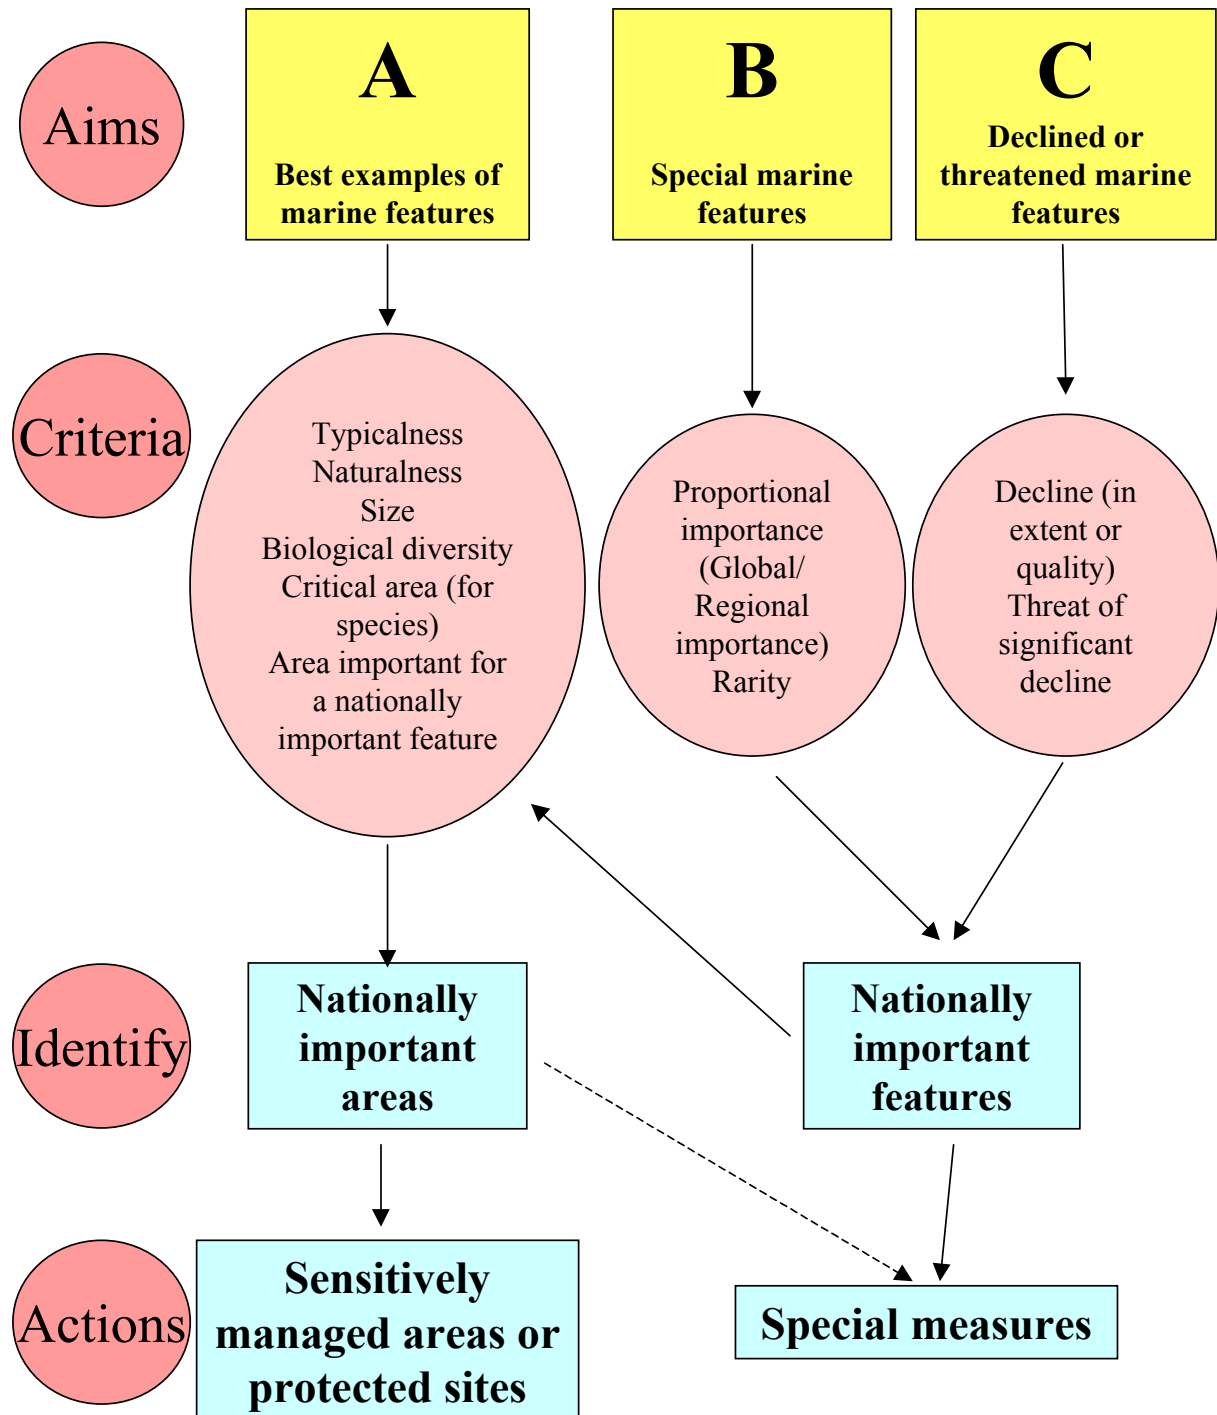 Aims
A
Best examples of
marine features
B
Special marine
features
C
Declined or
threatened marine
features
Criteria
Typicalness
Naturalness
Size
Biological diversity
Critical area (for
species)
Area important for
a nationally
important feature
Proportional
importance
(Global/
Regional
importance)
Rarity
Decline (in
extent or
quality)
Threat of
significant
decline
Identify
Nationally
important
areas
Nationally
important
features
Actions
Sensitively
managed areas or
protected sites
Special measures